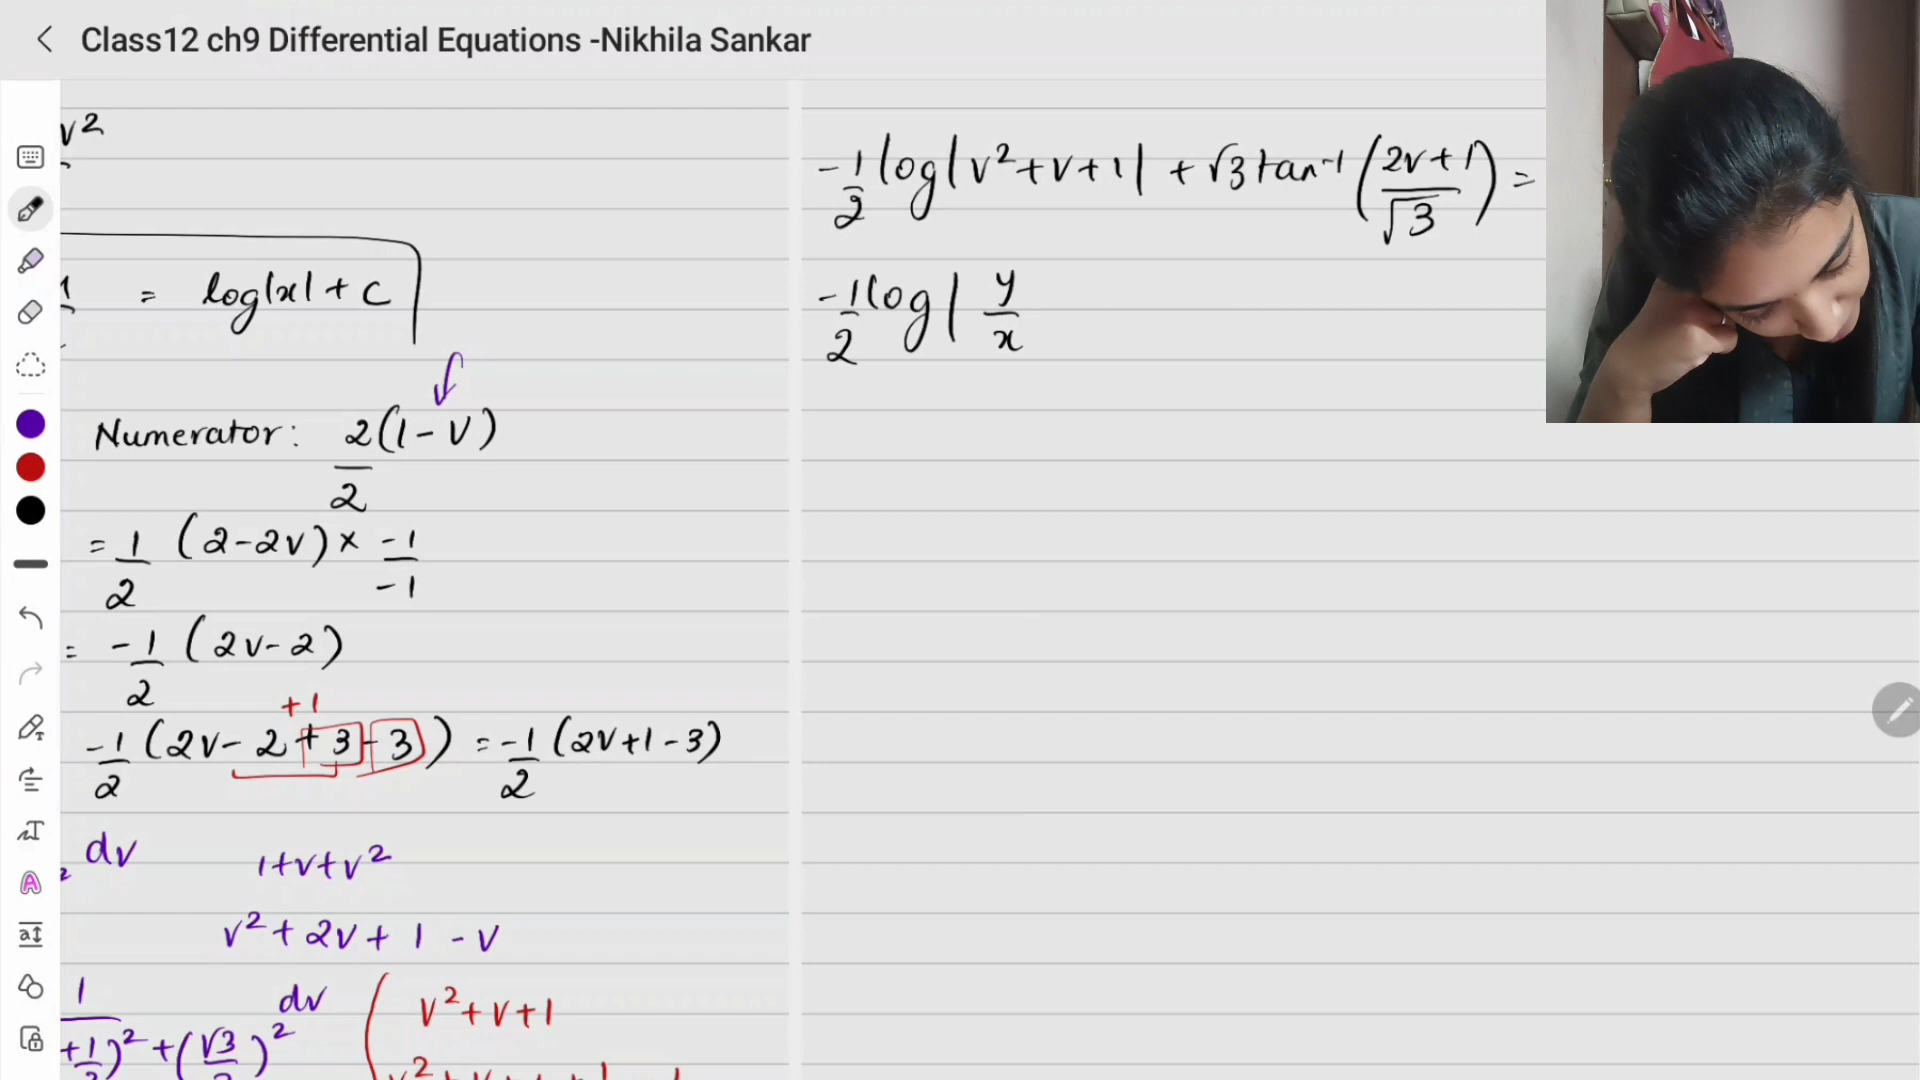 Class12 ch9 Differential Equations -Nikhila Sankar
v²
= log|x| + c
Numerator: 2(1-v)/2
= 1/2 (2-2v) × -1/-1
= -1/2 (2v-2)
+1
-1/2 (2v-2+3-3) = -1/2 (2v+1-3)
dv 1+v+v²
v²+2v+1-v
1 dv
+1/2)² + (√3/2)²
v²+v+1
-1/2 log|v²+v+1| + √3 tan⁻¹ (2v+1/√3) =
-1/2 log| y/x